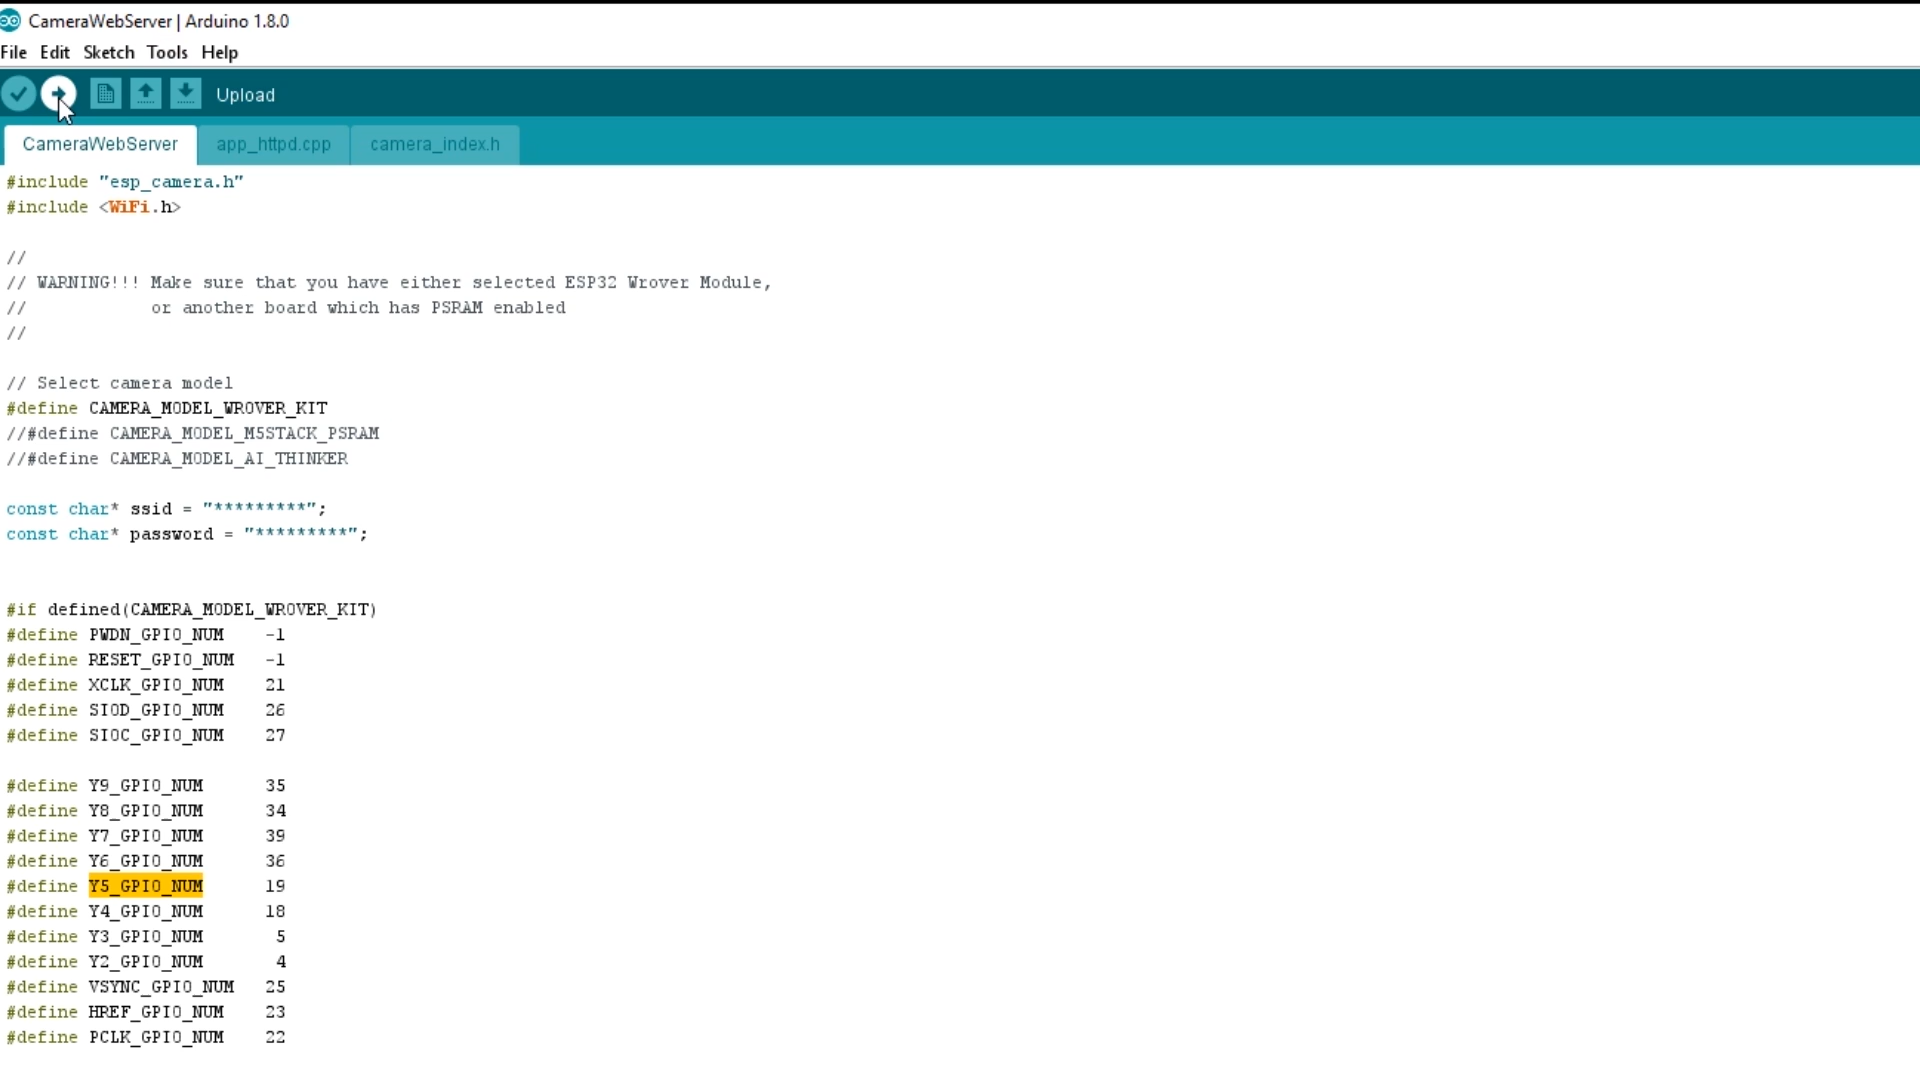 CameraWebServer | Arduino 1.8.0
File Edit Sketch Tools Help
Upload
CameraWebServer app_httpd.cpp camera_index.h
#include "esp_camera.h"
#include <WiFi.h>
//
// WARNING!!! Make sure that you have either selected ESP32 Wrover Module,
//            or another board which has PSRAM enabled
//
// Select camera model
#define CAMERA_MODEL_WROVER_KIT
//#define CAMERA_MODEL_M5STACK_PSRAM
//#define CAMERA_MODEL_AI_THINKER
const char* ssid = "*********";
const char* password = "*********";
#if defined(CAMERA_MODEL_WROVER_KIT)
#define PWDN_GPIO_NUM    -1
#define RESET_GPIO_NUM   -1
#define XCLK_GPIO_NUM    21
#define SIOD_GPIO_NUM    26
#define SIOC_GPIO_NUM    27
#define Y9_GPIO_NUM      35
#define Y8_GPIO_NUM      34
#define Y7_GPIO_NUM      39
#define Y6_GPIO_NUM      36
#define Y5_GPIO_NUM      19
#define Y4_GPIO_NUM      18
#define Y3_GPIO_NUM       5
#define Y2_GPIO_NUM       4
#define VSYNC_GPIO_NUM   25
#define HREF_GPIO_NUM    23
#define PCLK_GPIO_NUM    22